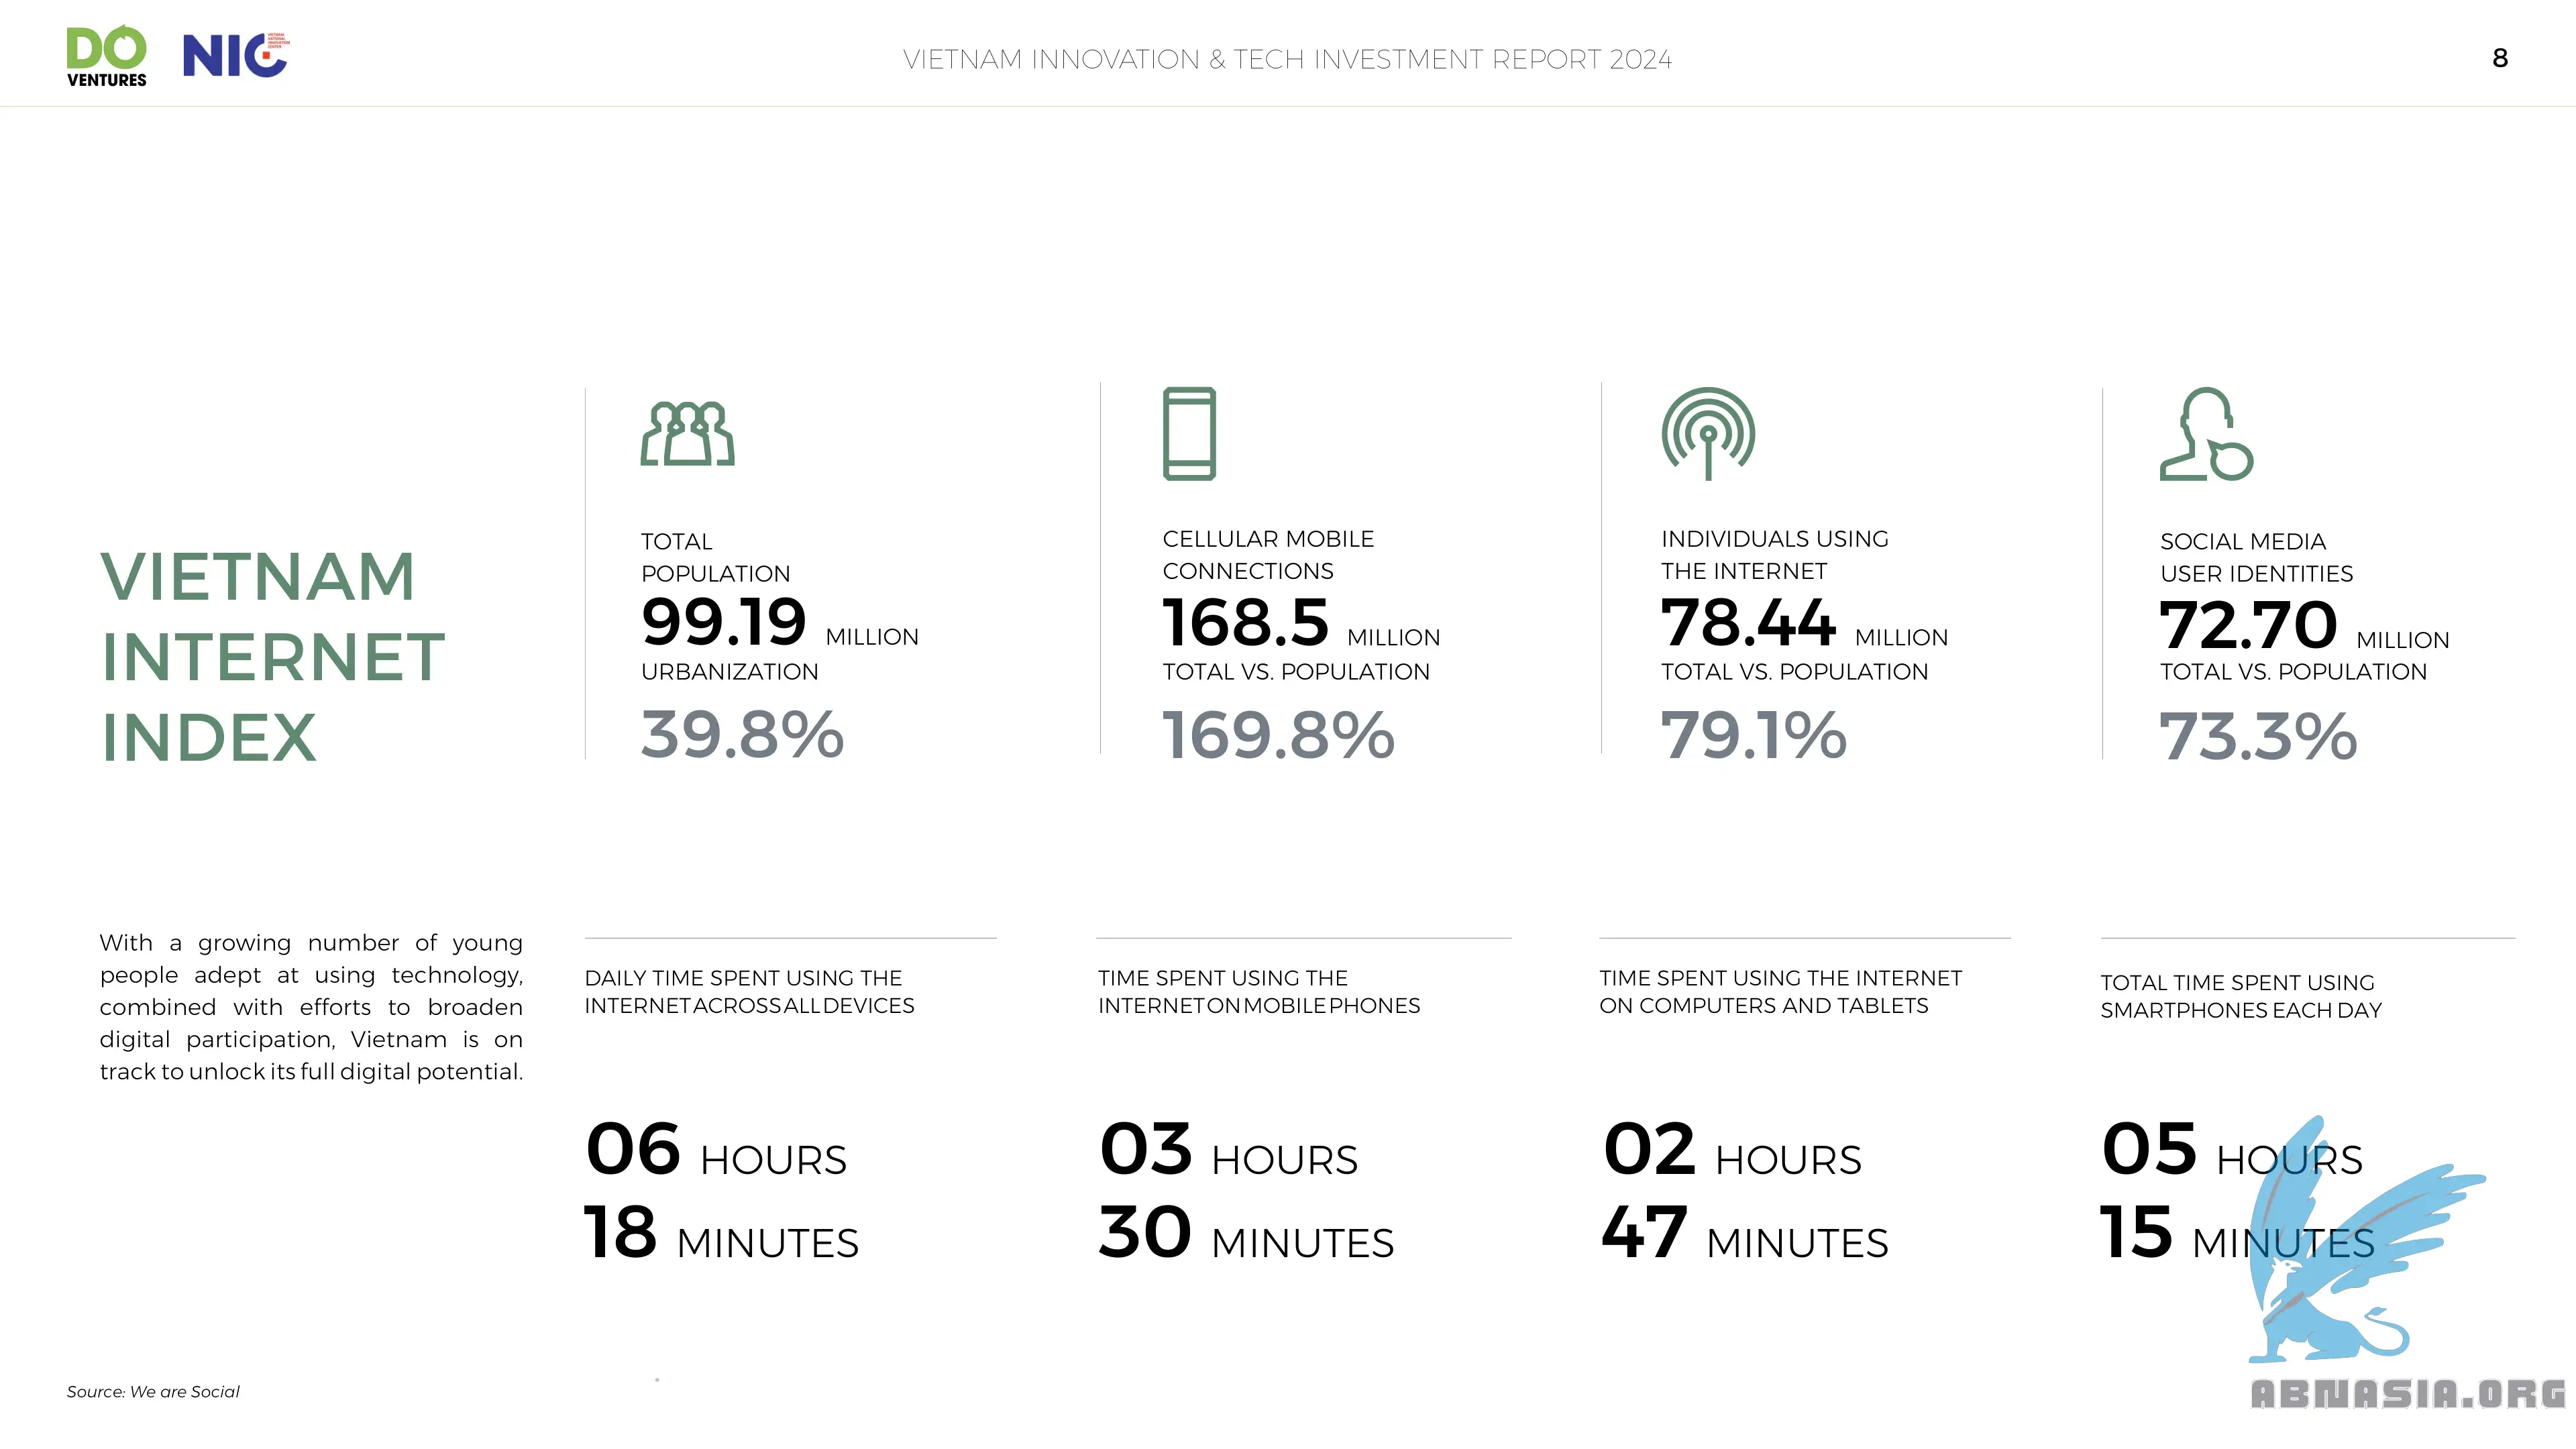 DO
VENTURES
NIC
VIETNAM
NATIONAL
INNOVATION
CENTER
VIETNAM INNOVATION & TECH INVESTMENT REPORT 2024
8
VIETNAM
INTERNET
INDEX
TOTAL
POPULATION
99.19 MILLION
URBANIZATION
39.8%
CELLULAR MOBILE
CONNECTIONS
168.5 MILLION
TOTAL VS. POPULATION
169.8%
INDIVIDUALS USING
THE INTERNET
78.44 MILLION
TOTAL VS. POPULATION
79.1%
SOCIAL MEDIA
USER IDENTITIES
72.70 MILLION
TOTAL VS. POPULATION
73.3%
With a growing number of young
people adept at using technology,
combined with efforts to broaden
digital participation, Vietnam is on
track to unlock its full digital potential.
DAILY TIME SPENT USING THE
INTERNET ACROSS ALL DEVICES
06 HOURS
18 MINUTES
TIME SPENT USING THE
INTERNET ON MOBILE PHONES
03 HOURS
30 MINUTES
TIME SPENT USING THE INTERNET
ON COMPUTERS AND TABLETS
02 HOURS
47 MINUTES
TOTAL TIME SPENT USING
SMARTPHONES EACH DAY
05 HOURS
15 MINUTES
Source: We are Social
ABNASIA.ORG